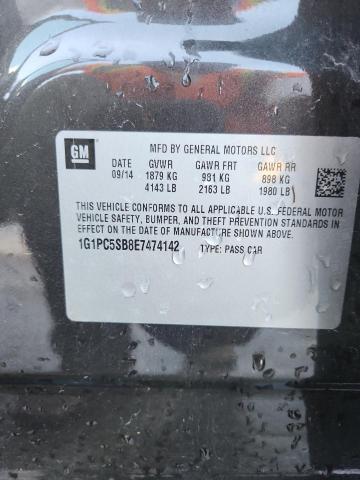 GM
MFD BY GENERAL MOTORS LLC
DATE GVWR GAWR FRT GAWR RR
09/14 1879 KG 981 KG 898 KG
4143 LB 2163 LB 1980 LB
THIS VEHICLE CONFORMS TO ALL APPLICABLE U.S. FEDERAL MOTOR
VEHICLE SAFETY, BUMPER, AND THEFT PREVENTION STANDARDS
IN EFFECT ON THE DATE OF MANUFACTURE SHOWN ABOVE.
1G1PC5SB8E7474142 TYPE: PASS CAR